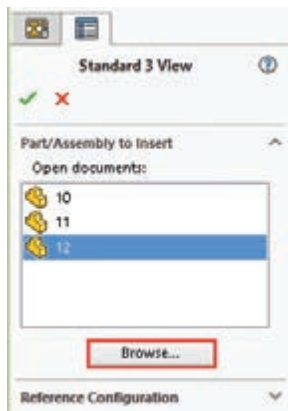 Standard 3 View
Part/Assembly to Insert
Open documents:
10
11
12
Browse...
Reference Configuration